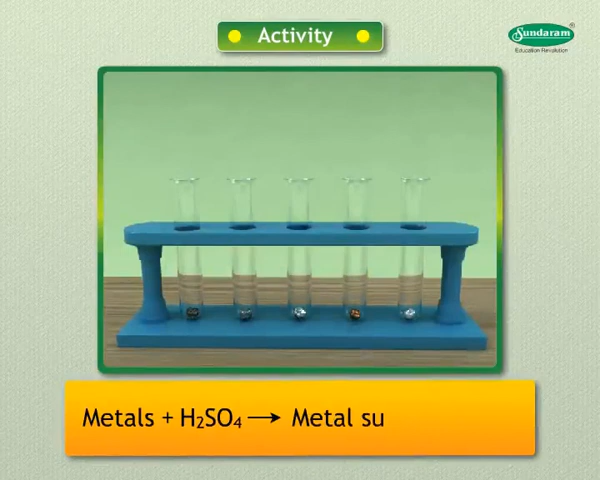 Activity
Sundaram®
Education Revolution
Metals + H₂SO₄ ⟶ Metal su